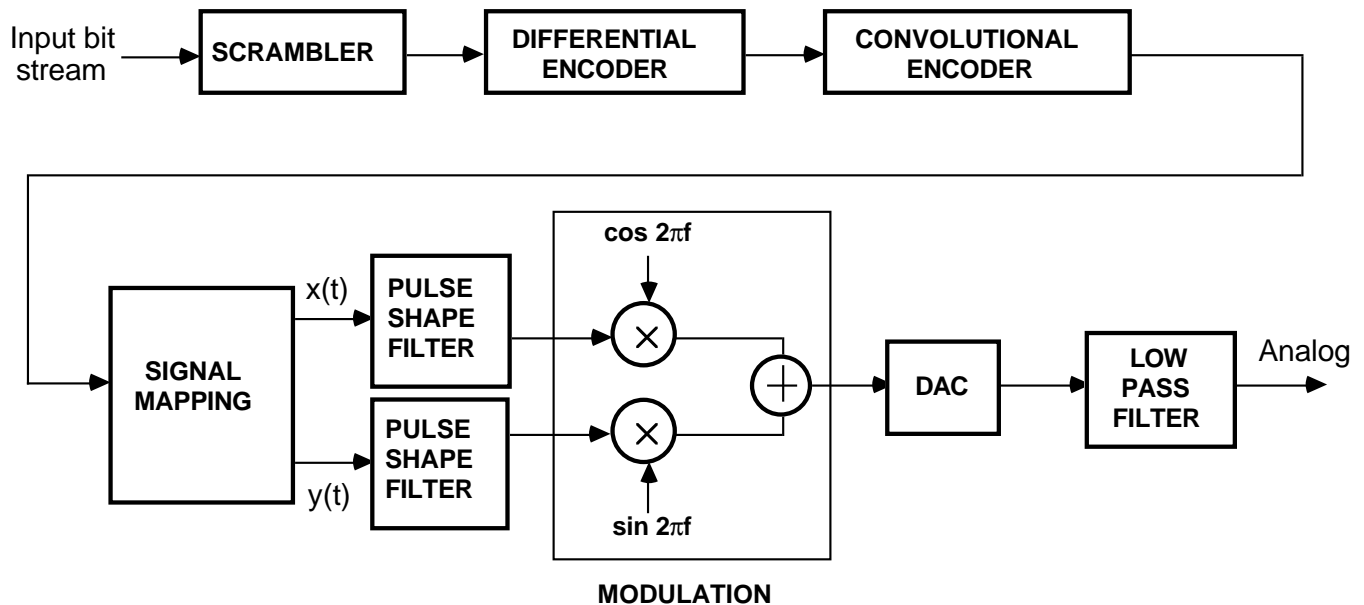 Input bit
stream
SCRAMBLER
DIFFERENTIAL
ENCODER
CONVOLUTIONAL
ENCODER
SIGNAL
MAPPING
x(t)
y(t)
PULSE
SHAPE
FILTER
PULSE
SHAPE
FILTER
cos 2πf
×
×
sin 2πf
+
MODULATION
DAC
LOW
PASS
FILTER
Analog